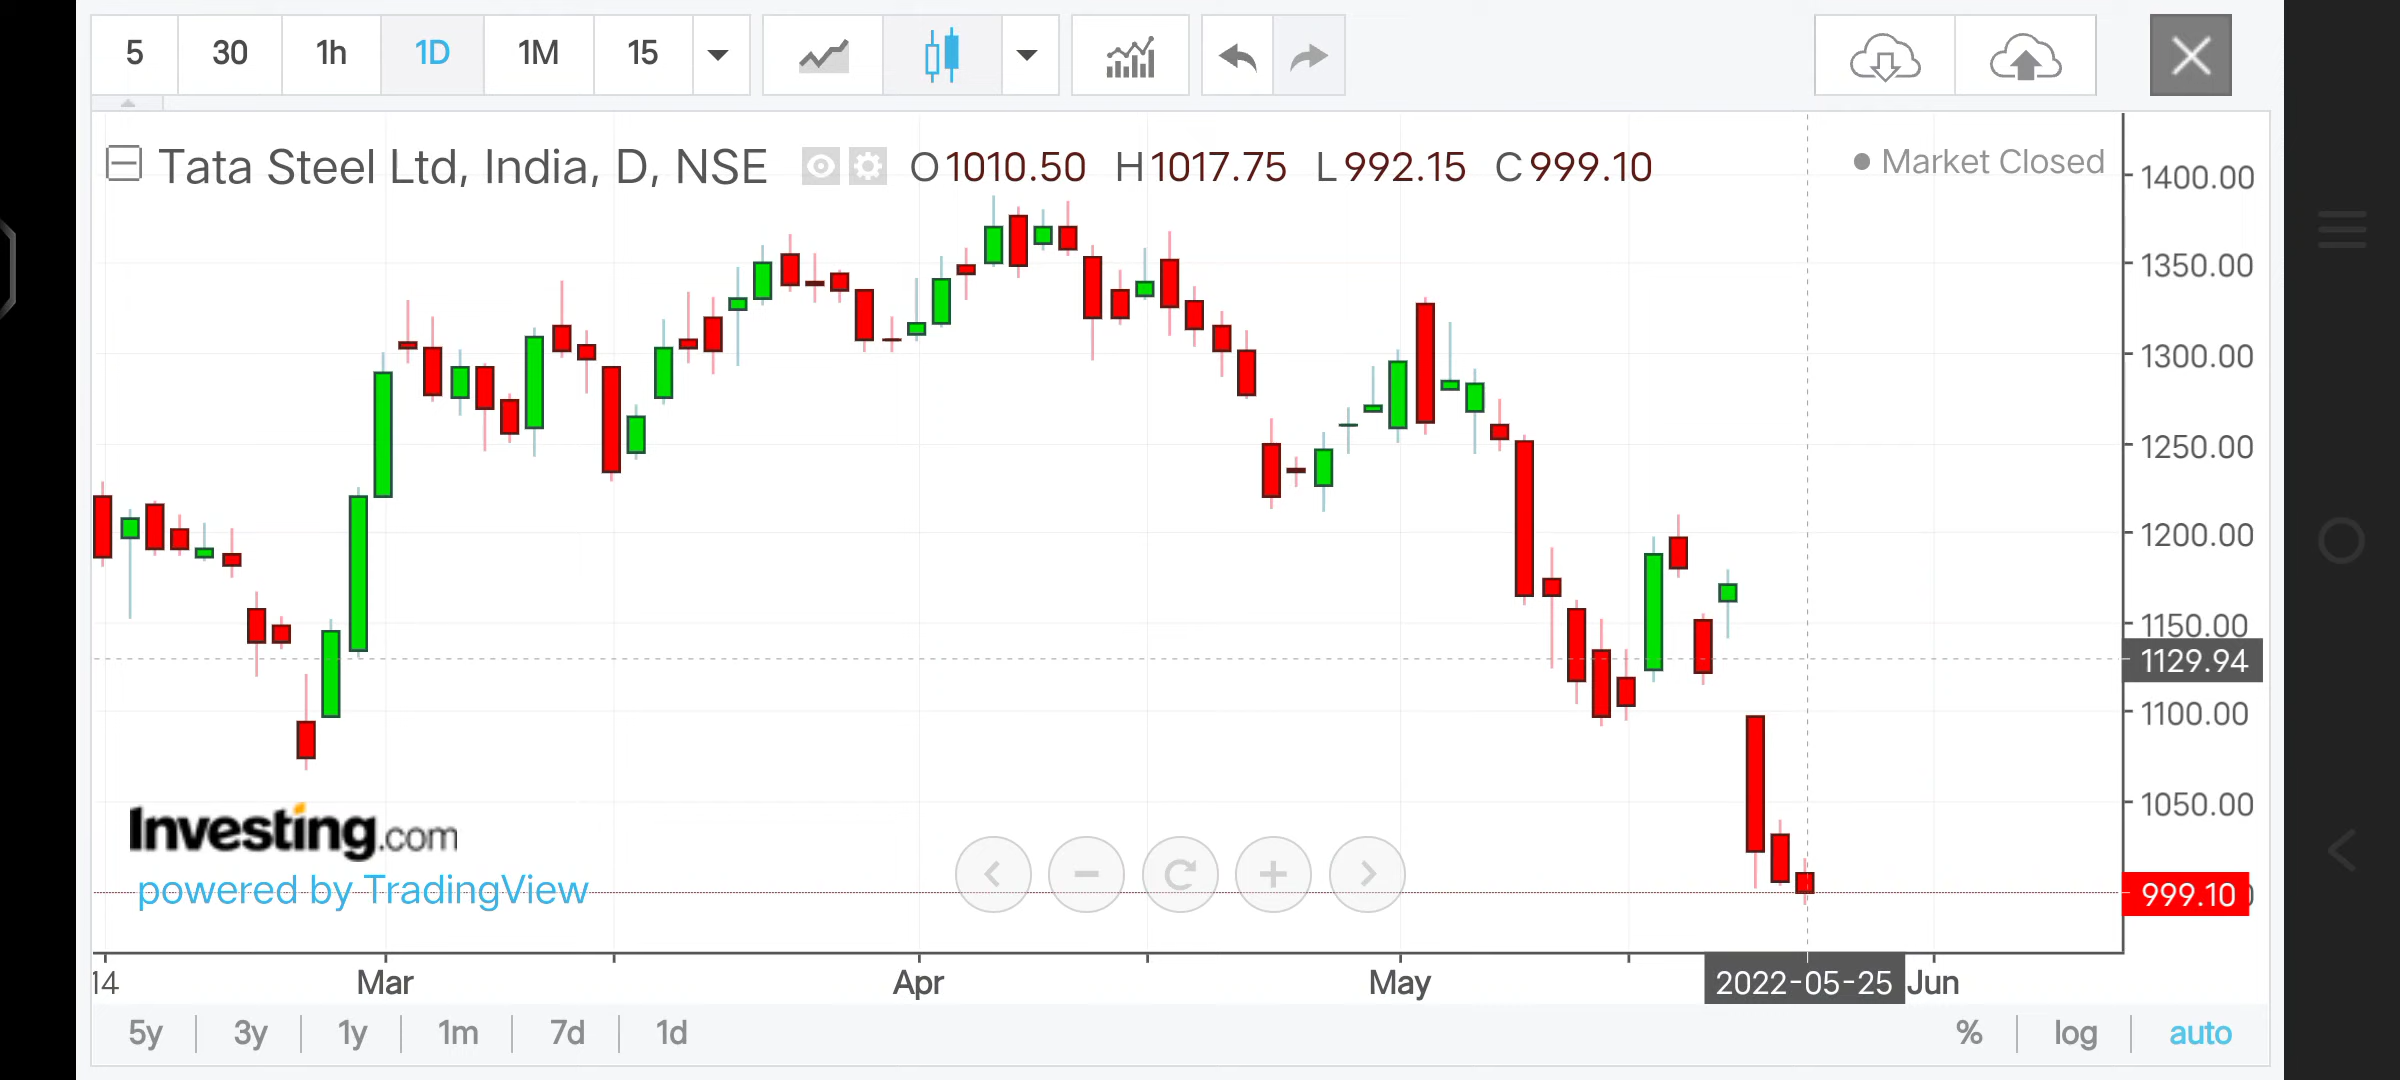 5 30 1h 1D 1M 15
Tata Steel Ltd, India, D, NSE O1010.50 H1017.75 L992.15 C999.10
Market Closed
1400.00
1350.00
1300.00
1250.00
1200.00
1150.00
1129.94
1100.00
1050.00
999.10
Investing.com
powered by TradingView
14 Mar Apr May 2022-05-25 Jun
5y 3y 1y 1m 7d 1d % log auto